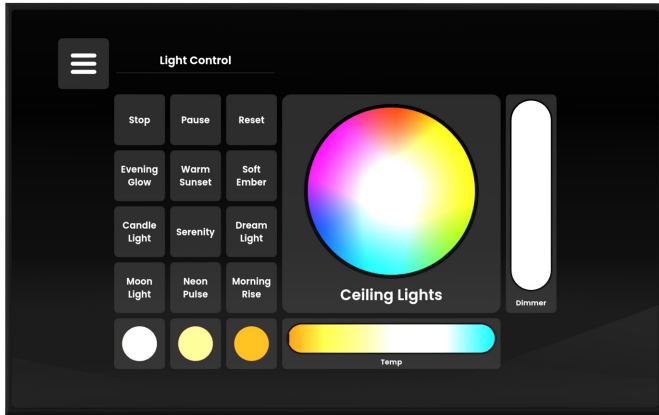 Light Control
Stop
Pause
Reset
Evening
Glow
Warm
Sunset
Soft
Ember
Candle
Light
Serenity
Dream
Light
Moon
Light
Neon
Pulse
Morning
Rise
Ceiling Lights
Dimmer
Temp